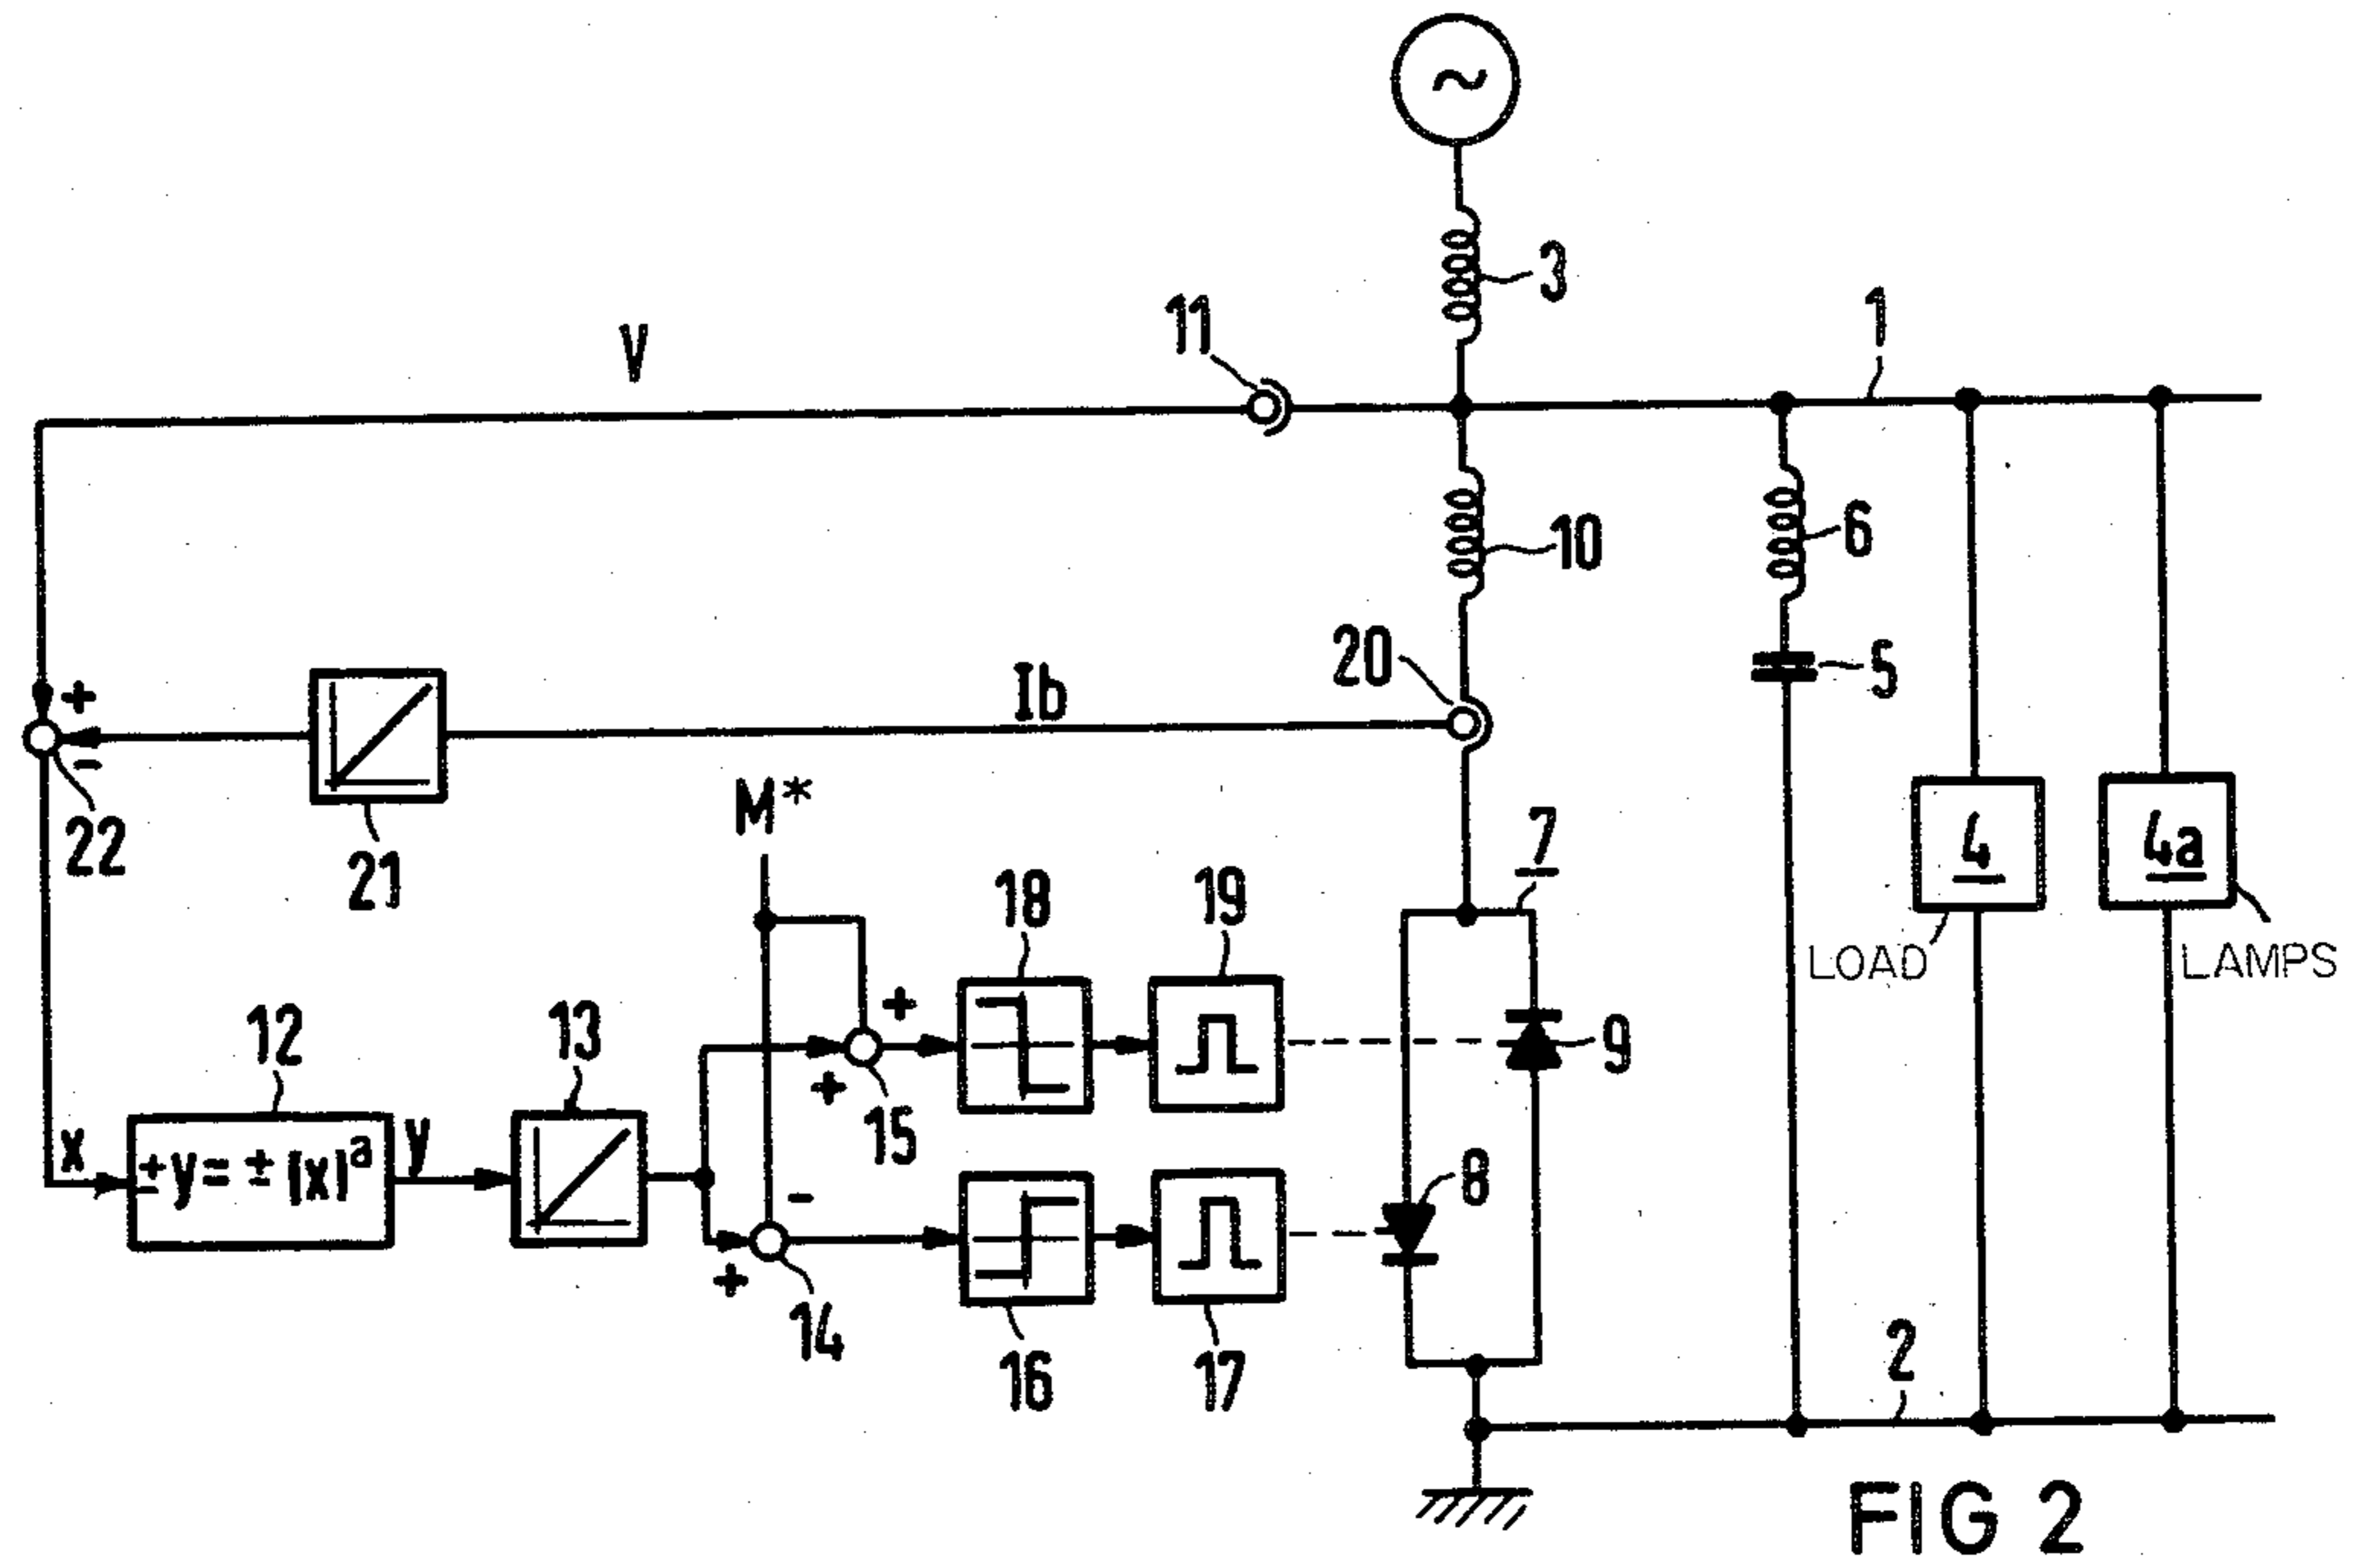 ~
3
1
11
V
10
6
20
5
Ib
+
-
22
21
M*
7
4
4a
18
19
LOAD
LAMPS
+
9
12
13
+
15
x
± y = ± (x)^a
y
-
8
+
14
16
17
2
FIG 2